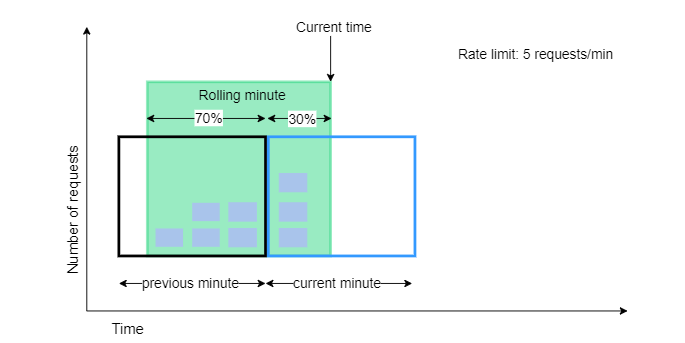 Current time
Rate limit: 5 requests/min
Rolling minute
70%
30%
Number of requests
previous minute
current minute
Time